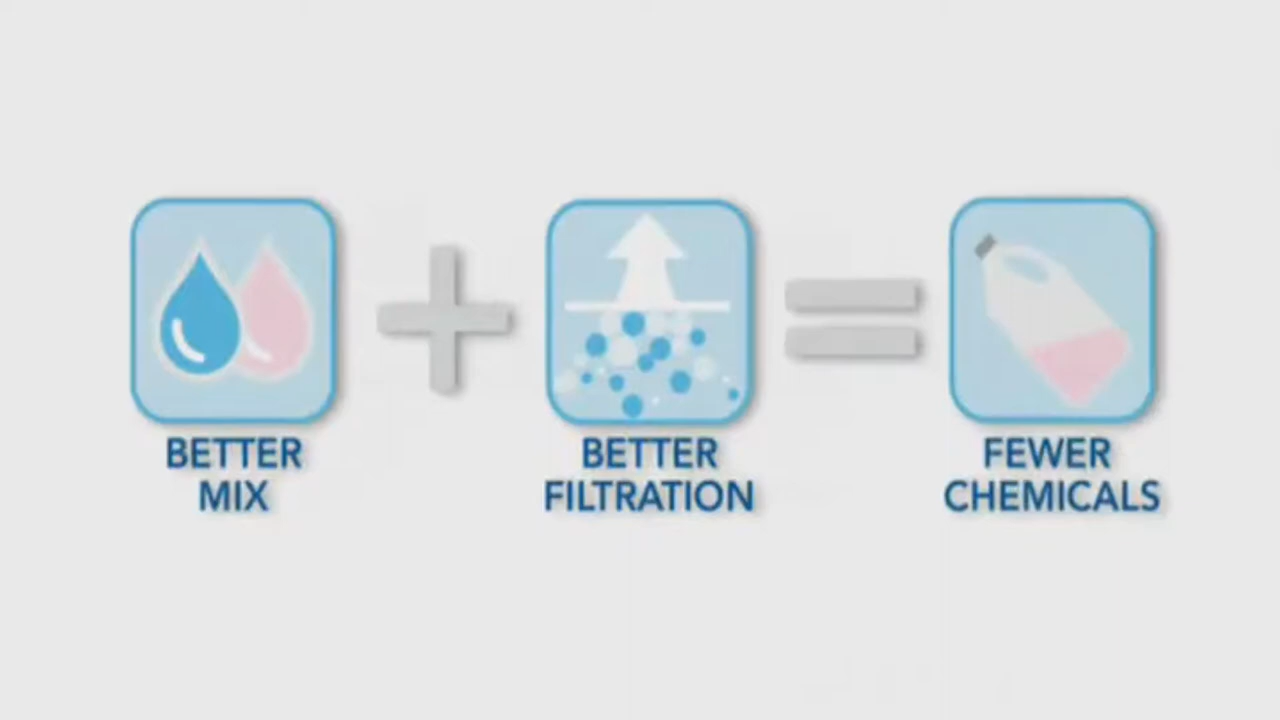 BETTER
MIX
BETTER
FILTRATION
FEWER
CHEMICALS